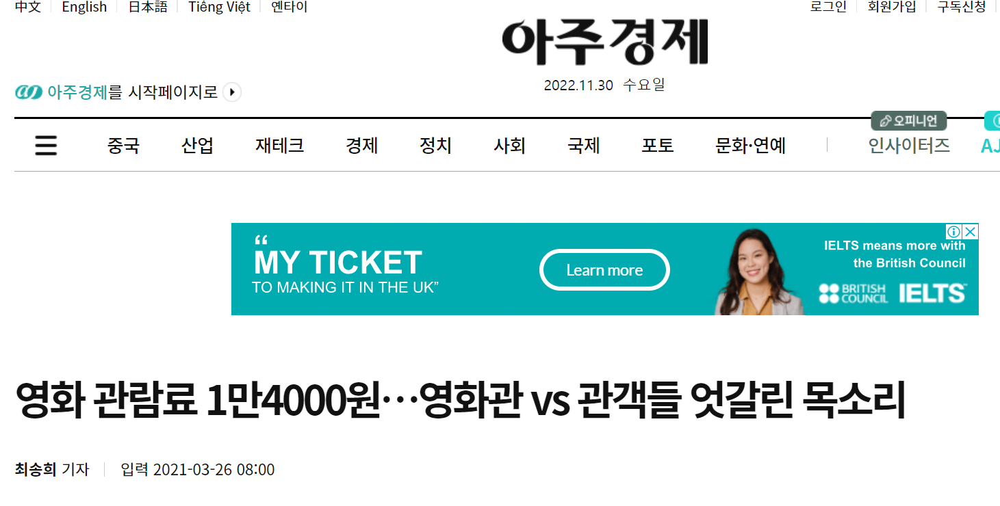 中文 English 日本語 Tiếng Việt 옌타이 로그인 회원가입 구독신청
아주경제
2022.11.30 수요일
아주경제를 시작페이지로
오피니언
중국 산업 재테크 경제 정치 사회 국제 포토 문화·연예 인사이터즈 AJ
“
MY TICKET
TO MAKING IT IN THE UK”
Learn more
IELTS means more with
the British Council
BRITISH
COUNCIL
IELTS™
영화 관람료 1만4000원…영화관 vs 관객들 엇갈린 목소리
최송희 기자 입력 2021-03-26 08:00